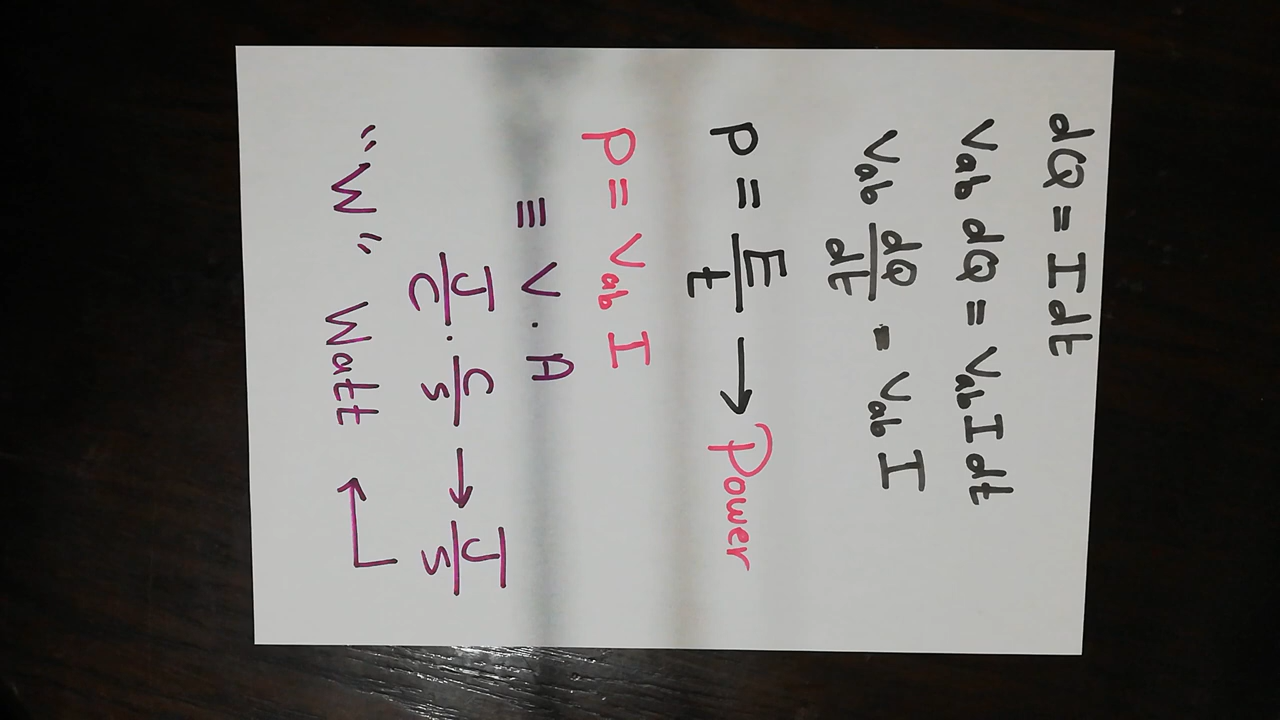 dQ = I dt
Vab dQ = Vab I dt
Vab dQ/dt = Vab I
P = E/t → Power
P = Vab I
≡ V · A
J/C · C/s → J/s
"W" Watt ↵